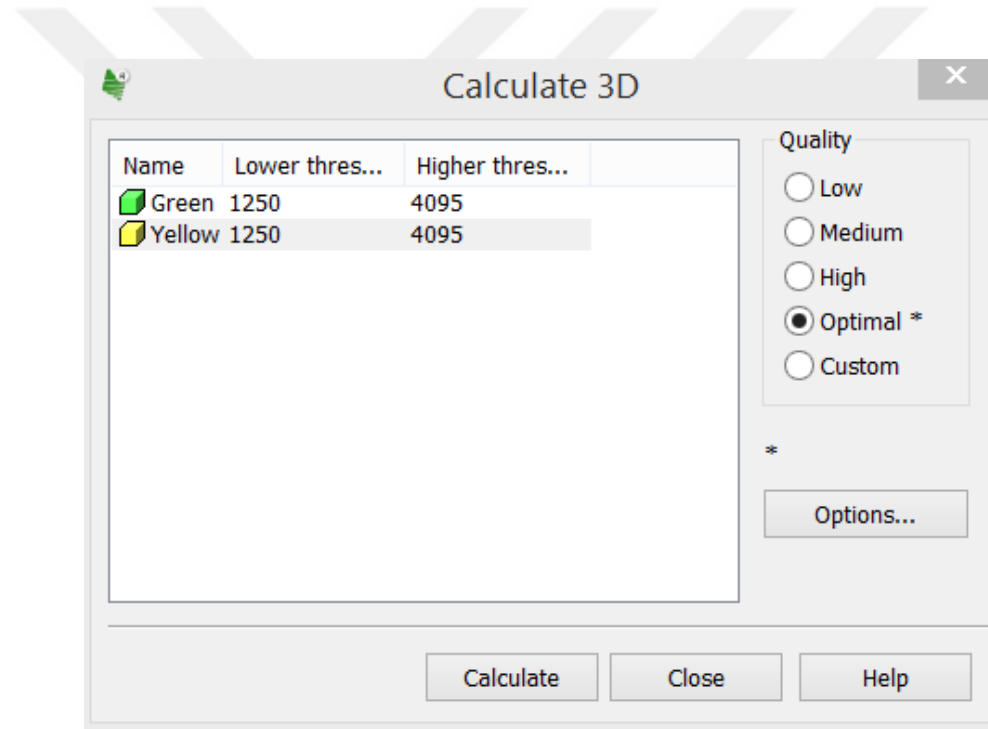 Calculate 3D
Name Lower thres... Higher thres...
Green 1250 4095
Yellow 1250 4095
Quality
Low
Medium
High
Optimal *
Custom
*
Options...
Calculate Close Help